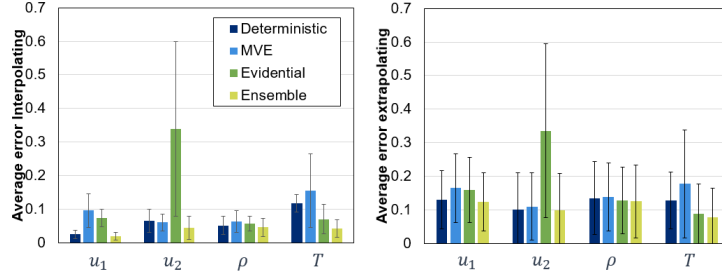 Average error Interpolating
0.7
0.6
0.5
0.4
0.3
0.2
0.1
0
Deterministic
MVE
Evidential
Ensemble
u₁
u₂
ρ
T
Average error extrapolating
0.7
0.6
0.5
0.4
0.3
0.2
0.1
0
u₁
u₂
ρ
T